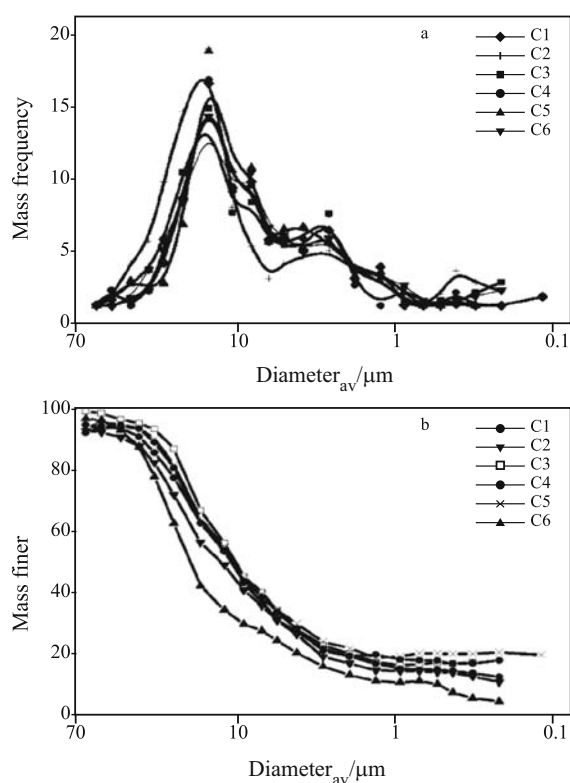 a
C1
C2
C3
C4
C5
C6
20
15
10
5
0
Mass frequency
70 10 1 0.1
Diameter_av/μm
b
C1
C2
C3
C4
C5
C6
100
80
60
40
20
0
Mass finer
70 10 1 0.1
Diameter_av/μm